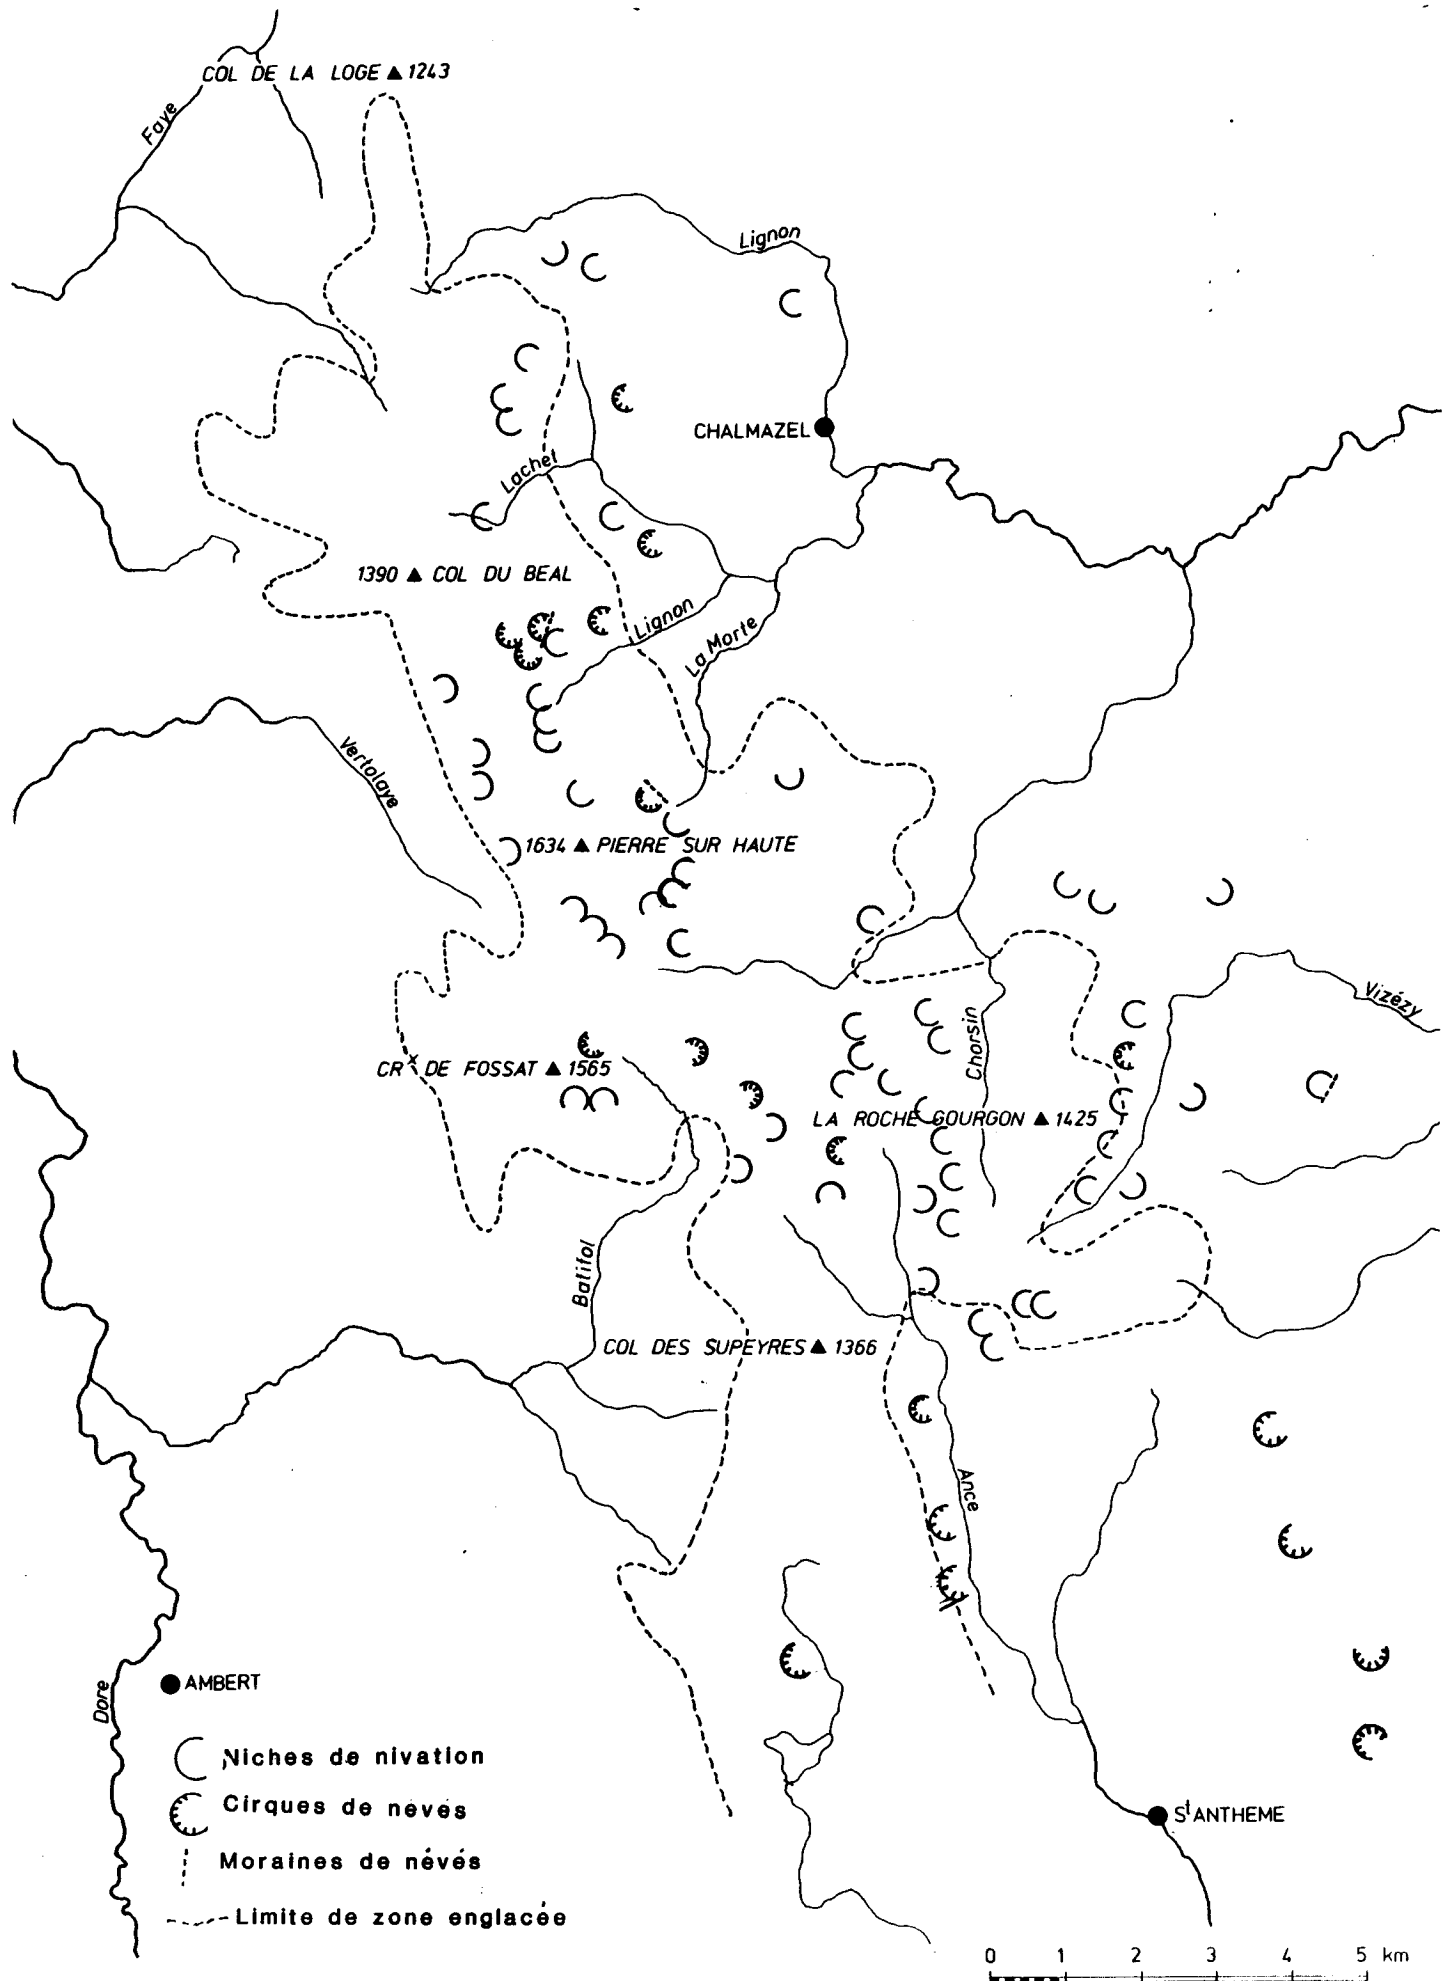 COL DE LA LOGE ▲ 1243
Faye
Lignon
CHALMAZEL
Lachet
1390 ▲ COL DU BEAL
Lignon
La Morte
Vertolaye
1634 ▲ PIERRE SUR HAUTE
Vizézy
Chorsin
CRx DE FOSSAT ▲ 1565
LA ROCHE GOURGON ▲ 1425
Batifol
COL DES SUPEYRES ▲ 1366
Ance
AMBERT
Dore
Niches de nivation
Cirques de névés
St ANTHEME
Moraines de névés
Limite de zone englacée
0 1 2 3 4 5 km